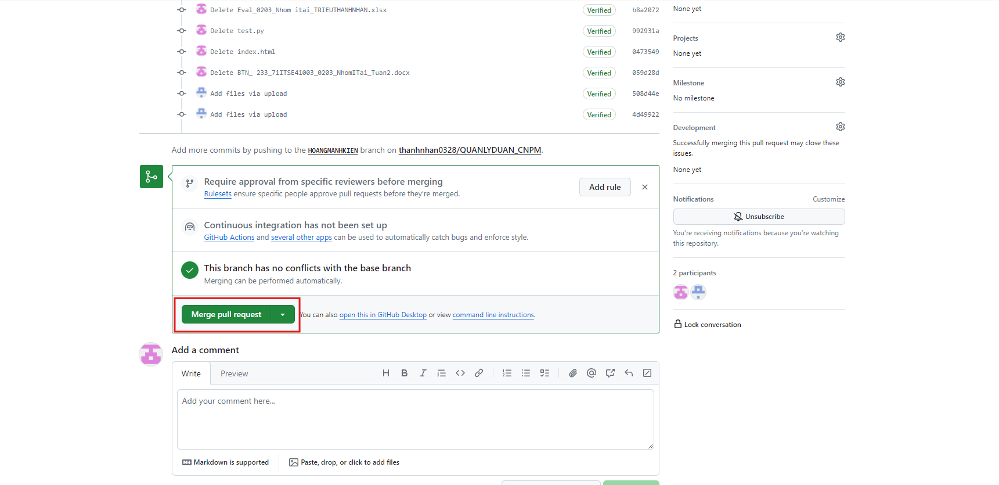 Delete Eval_0203_Nhom itai_TRIEUTHANHNHAN.xlsx Verified b8a2072
Delete test.py Verified 992931a
Delete index.html Verified 0473549
Delete BTN_ 233_71ITSE41003_0203_NhomITai_Tuan2.docx Verified 059d28d
Add files via upload Verified 508d44e
Add files via upload Verified 4d49922
Add more commits by pushing to the HOANGMANHKIEN branch on thanhnhan0328/QUANLYDUAN_CNPM.
Require approval from specific reviewers before merging
Rulesets ensure specific people approve pull requests before they're merged.
Add rule
Continuous integration has not been set up
GitHub Actions and several other apps can be used to automatically catch bugs and enforce style.
This branch has no conflicts with the base branch
Merging can be performed automatically.
Merge pull request
You can also open this in GitHub Desktop or view command line instructions.
Add a comment
Write Preview
Add your comment here...
Markdown is supported
Paste, drop, or click to add files
None yet
Projects
None yet
Milestone
No milestone
Development
Successfully merging this pull request may close these
issues.
None yet
Notifications Customize
Unsubscribe
You're receiving notifications because you're watching
this repository.
2 participants
Lock conversation